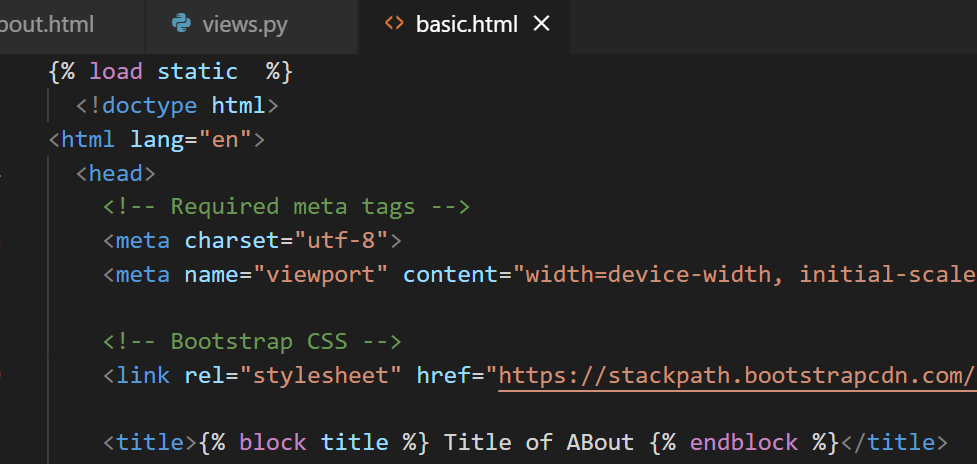 bout.html views.py basic.html
{% load static  %}
<!doctype html>
<html lang="en">
<head>
<!-- Required meta tags -->
<meta charset="utf-8">
<meta name="viewport" content="width=device-width, initial-scale
<!-- Bootstrap CSS -->
<link rel="stylesheet" href="https://stackpath.bootstrapcdn.com/
<title>{% block title %} Title of ABout {% endblock %}</title>